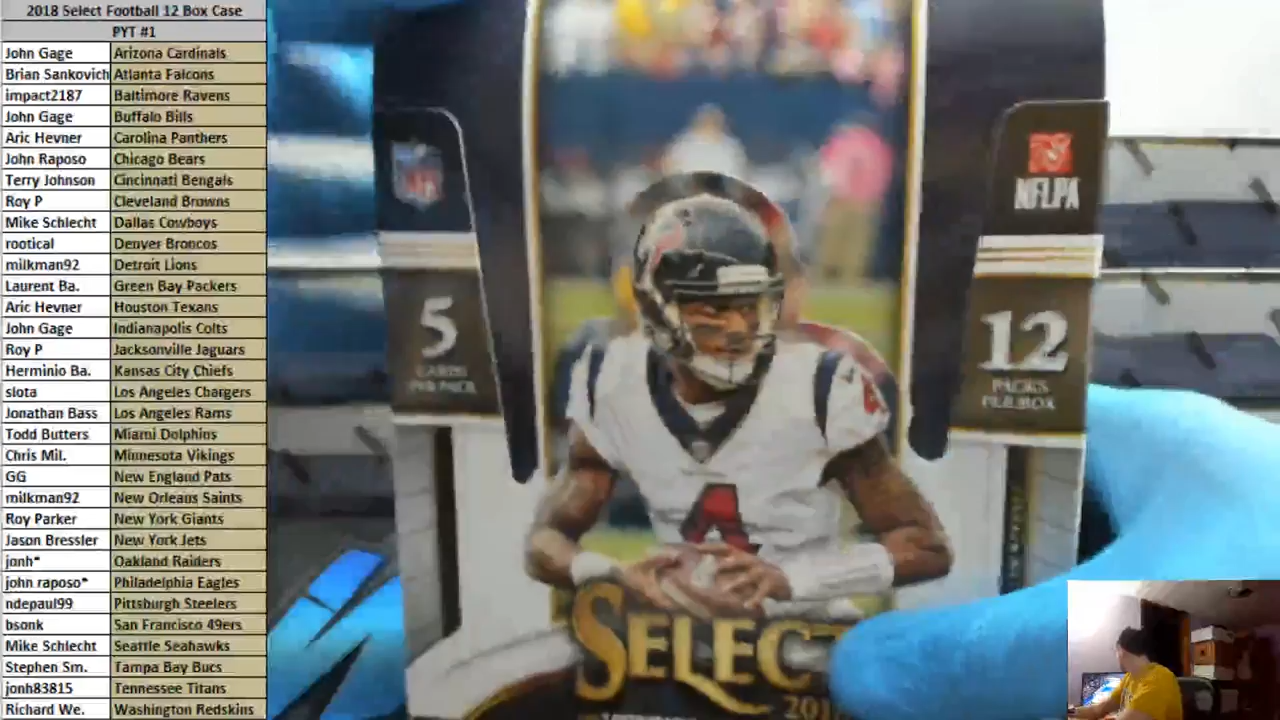 2018 Select Football 12 Box Case
PYT #1
John Gage Arizona Cardinals
Brian Sankovich Atlanta Falcons
impact2187 Baltimore Ravens
John Gage Buffalo Bills
Aric Hevner Carolina Panthers
John Raposo Chicago Bears
Terry Johnson Cincinnati Bengals
Roy P Cleveland Browns
Mike Schlecht Dallas Cowboys
rootical Denver Broncos
milkman92 Detroit Lions
Laurent Ba. Green Bay Packers
Aric Hevner Houston Texans
John Gage Indianapolis Colts
Roy P Jacksonville Jaguars
Herminio Ba. Kansas City Chiefs
slota Los Angeles Chargers
Jonathan Bass Los Angeles Rams
Todd Butters Miami Dolphins
Chris Mil. Minnesota Vikings
GG New England Pats
milkman92 New Orleans Saints
Roy Parker New York Giants
Jason Bressler New York Jets
jonh* Oakland Raiders
john raposo* Philadelphia Eagles
ndepaul99 Pittsburgh Steelers
bsonk San Francisco 49ers
Mike Schlecht Seattle Seahawks
Stephen Sm. Tampa Bay Bucs
jonh83815 Tennessee Titans
Richard We. Washington Redskins
NFL
NFLPA
5
CARDS
PER PACK
12
PACKS
PER BOX
4
SELECT